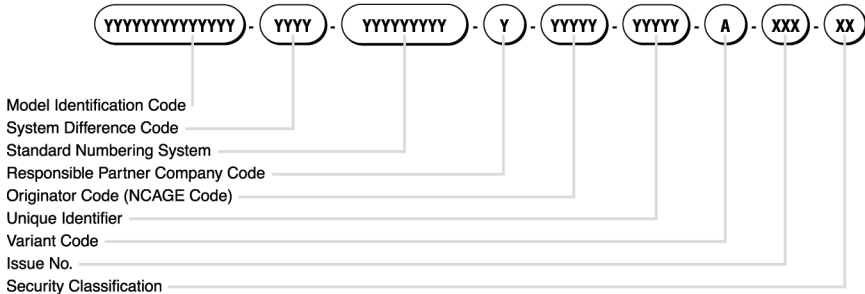 YYYYYYYYYYYYYY - YYYY - YYYYYYYYY - Y - YYYYY - YYYYY - A - XXX - XX
Model Identification Code
System Difference Code
Standard Numbering System
Responsible Partner Company Code
Originator Code (NCAGE Code)
Unique Identifier
Variant Code
Issue No.
Security Classification